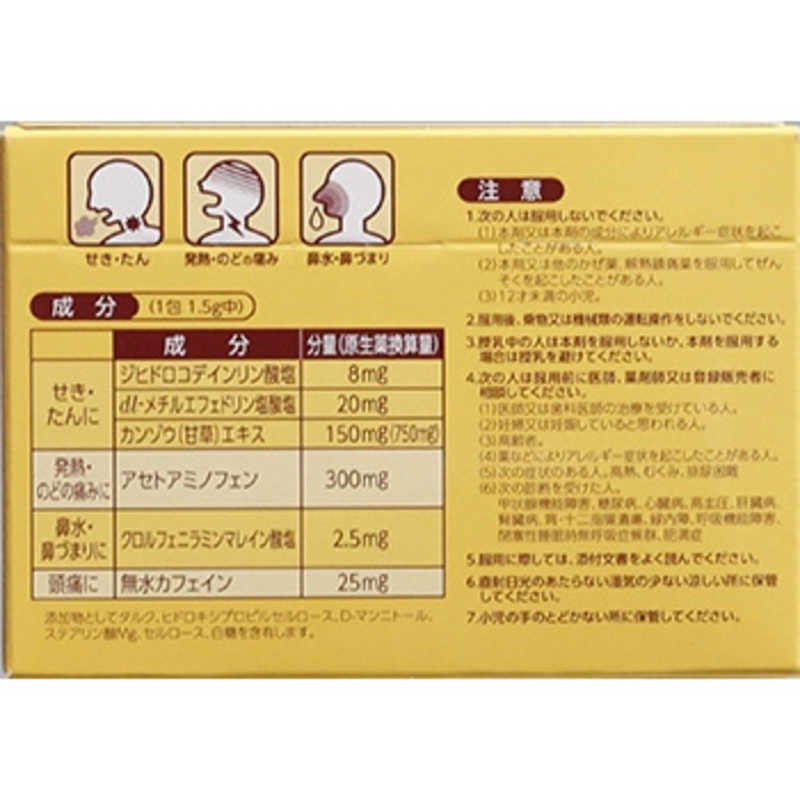 せき・たん
発熱・のどの痛み
鼻水・鼻づまり
成分 (1包 1.5g中)
成分 分量(原生薬換算量)
せき・たんに
ジヒドロコデインリン酸塩 8mg
dl-メチルエフェドリン塩酸塩 20mg
カンゾウ(甘草)エキス 150mg(750mg)
発熱・のどの痛みに
アセトアミノフェン 300mg
鼻水・鼻づまりに
クロルフェニラミンマレイン酸塩 2.5mg
頭痛に 無水カフェイン 25mg
添加物としてタルク、ヒドロキシプロピルセルロース、D-マンニトール、
ステアリン酸Mg、セルロース、白糖を含有します。
注意
1.次の人は服用しないでください。
(1)本剤又は本剤の成分によりアレルギー症状を起こ
したことがある人。
(2)本剤又は他のかぜ薬、解熱鎮痛薬を服用してぜん
そくを起こしたことがある人。
(3)12才未満の小児。
2.服用後、乗物又は機械類の運転操作をしないでください。
3.授乳中の人は本剤を服用しないか、本剤を服用する
場合は授乳を避けてください。
4.次の人は服用前に医師、薬剤師又は登録販売者に
相談してください。
(1)医師又は歯科医師の治療を受けている人。
(2)妊婦又は妊娠していると思われる人。
(3)高齢者。
(4)薬などによりアレルギー症状を起こしたことがある人。
(5)次の症状のある人。高熱、むくみ、排尿困難
(6)次の診断を受けた人。
甲状腺機能障害、糖尿病、心臓病、高血圧、肝臓病、
腎臓病、胃・十二指腸潰瘍、緑内障、呼吸機能障害、
閉塞性睡眠時無呼吸症候群、肥満症
5.服用に際しては、添付文書をよく読んでください。
6.直射日光のあたらない湿気の少ない涼しい所に保管
してください。
7.小児の手のとどかない所に保管してください。